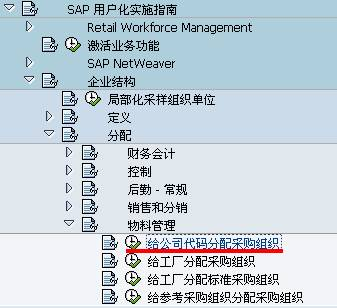 SAP 用户化实施指南
Retail Workforce Management
激活业务功能
SAP NetWeaver
企业结构
局部化采样组织单位
定义
分配
财务会计
控制
后勤 - 常规
销售和分销
物料管理
给公司代码分配采购组织
给工厂分配采购组织
给工厂分配标准采购组织
给参考采购组织分配采购组织